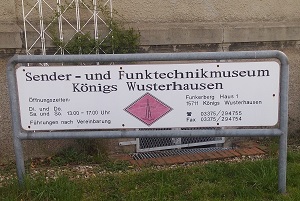 Sender- und Funktechnikmuseum
Königs Wusterhausen
Öffnungszeiten:
Di. und Do.
Sa. und So. 13.00 - 17.00 Uhr
Führungen nach Vereinbarung
Funkerberg Haus 1
15711 Königs Wusterhausen
☎ 03375/294755
Fax 03375/294754